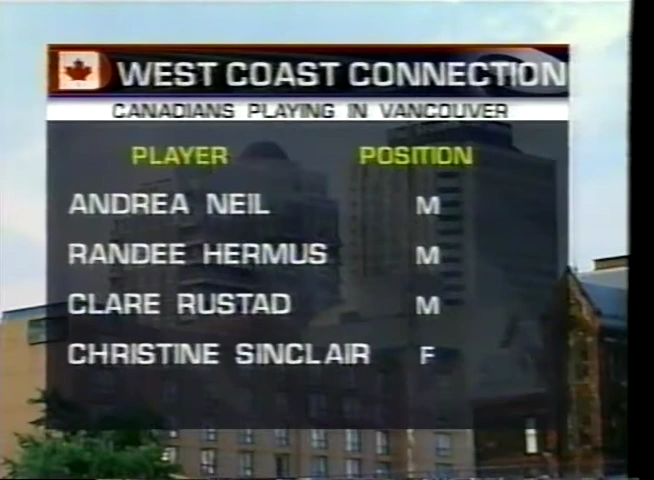 WEST COAST CONNECTION
CANADIANS PLAYING IN VANCOUVER
PLAYER POSITION
ANDREA NEIL M
RANDEE HERMUS M
CLARE RUSTAD M
CHRISTINE SINCLAIR F